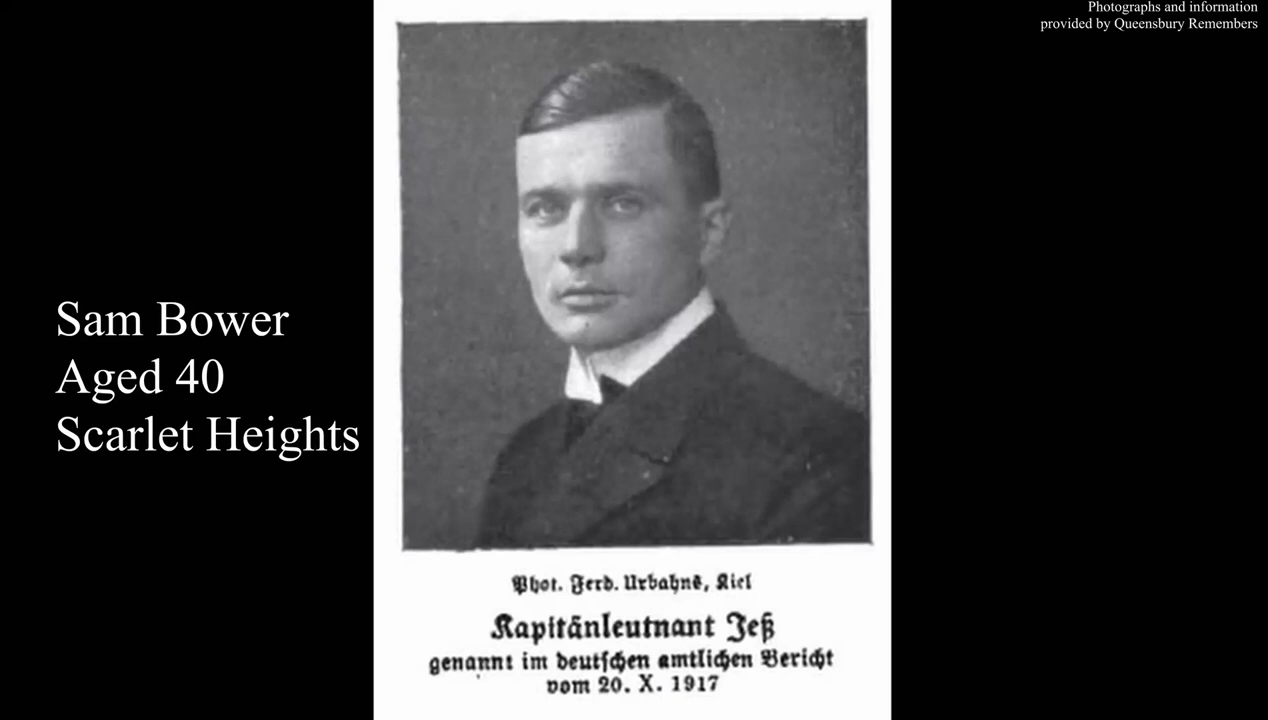 Photographs and information
provided by Queensbury Remembers
Sam Bower
Aged 40
Scarlet Heights
Phot. Ferd. Urbahns, Kiel
Kapitänleutnant Jeß
genannt im deutschen amtlichen Bericht
vom 20. X. 1917